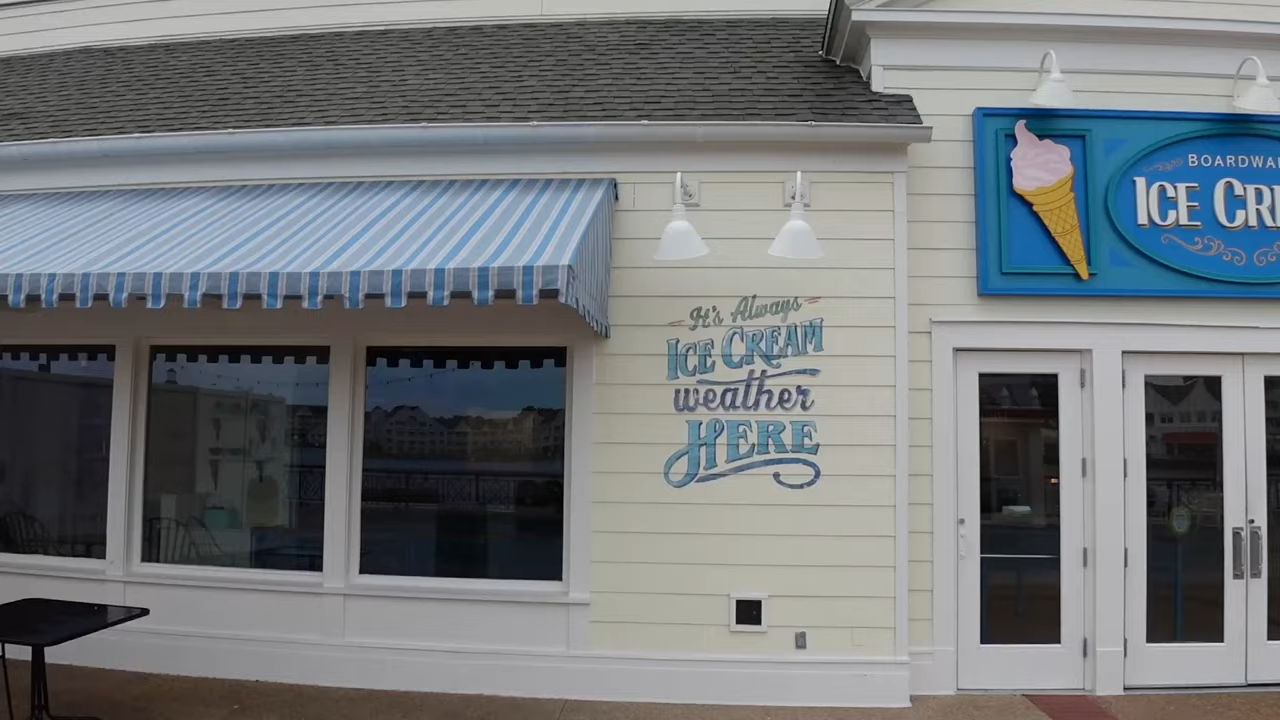 It's Always
ICE CREAM
weather
HERE
BOARDWA
ICE CR